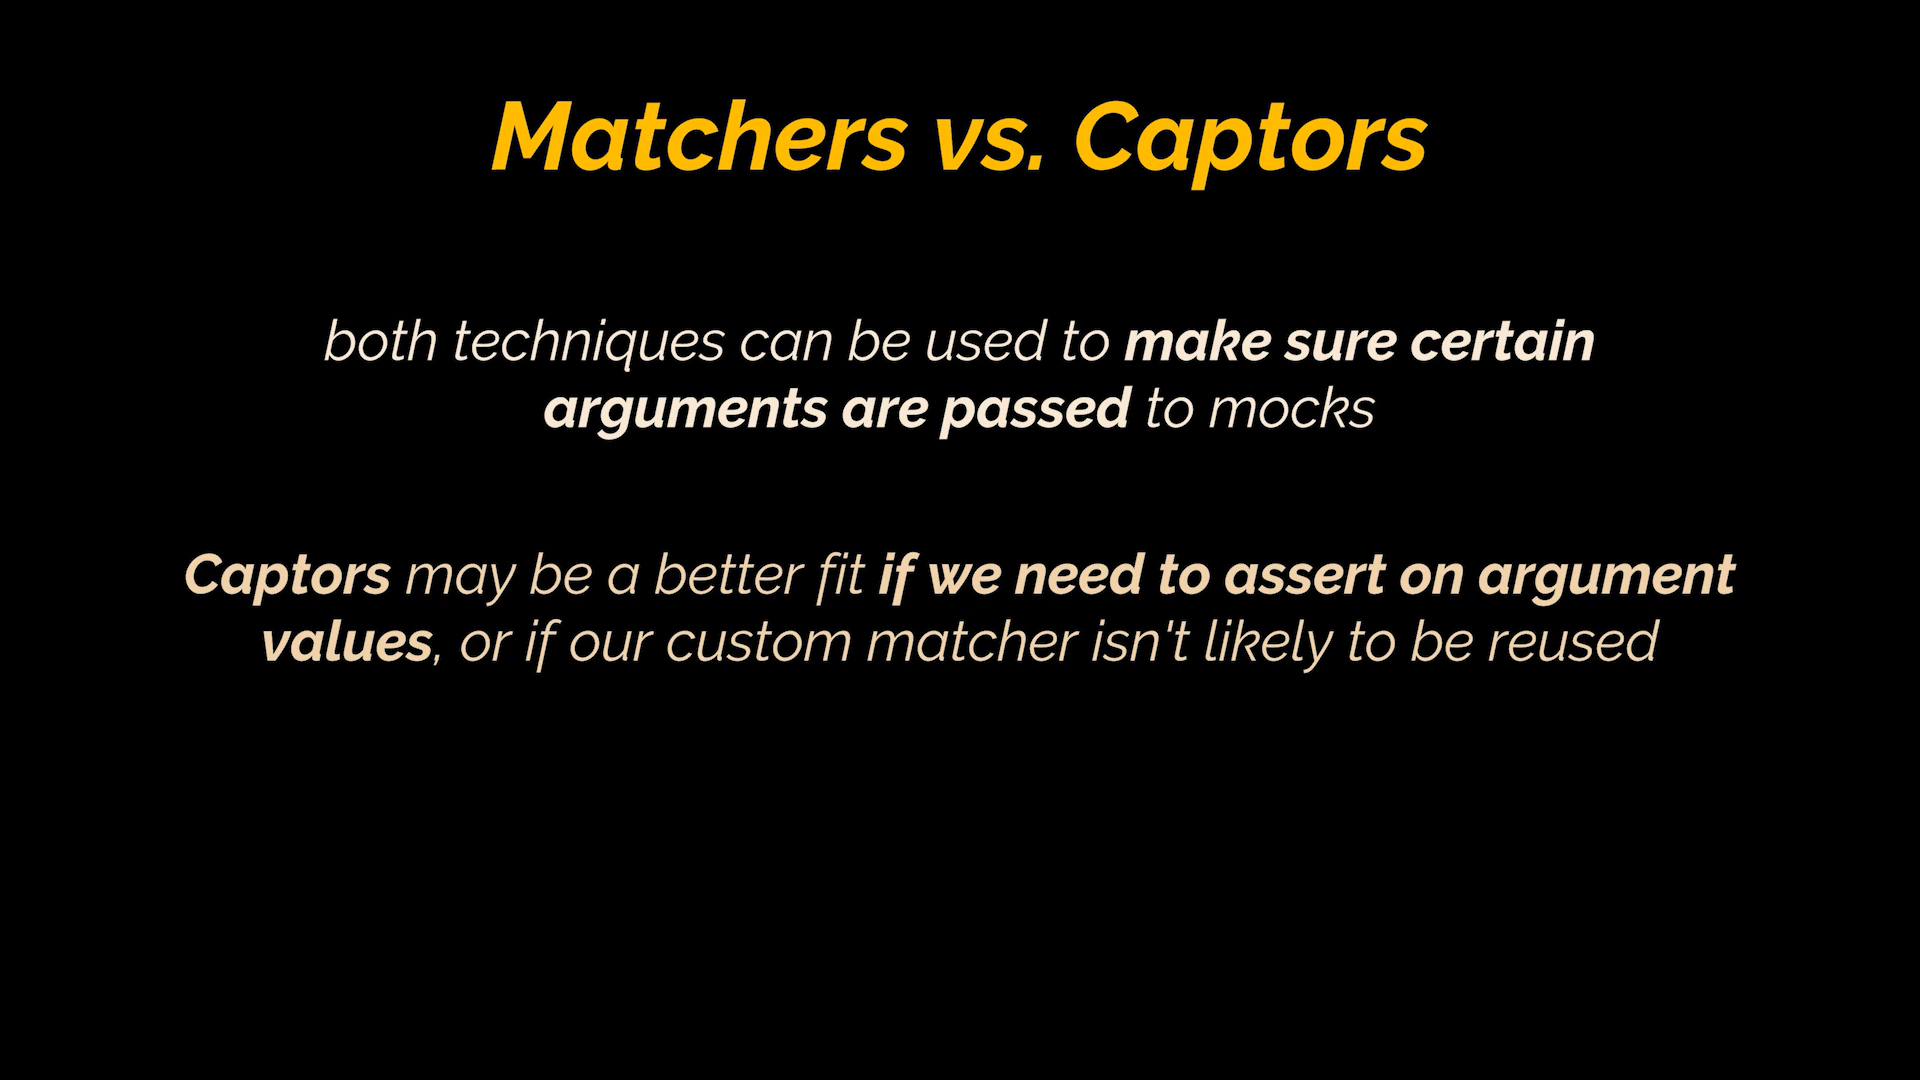 Matchers vs. Captors
both techniques can be used to make sure certain
arguments are passed to mocks
Captors may be a better fit if we need to assert on argument
values, or if our custom matcher isn't likely to be reused